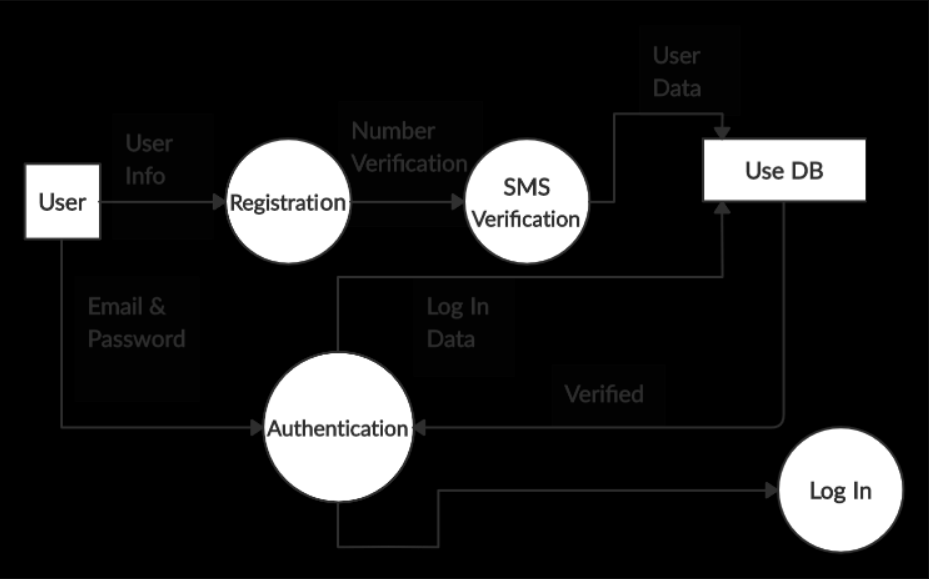 User
Data
User
Info
Number
Verification
Use DB
User
Registration
SMS
Verification
Email &
Password
Log In
Data
Verified
Authentication
Log In